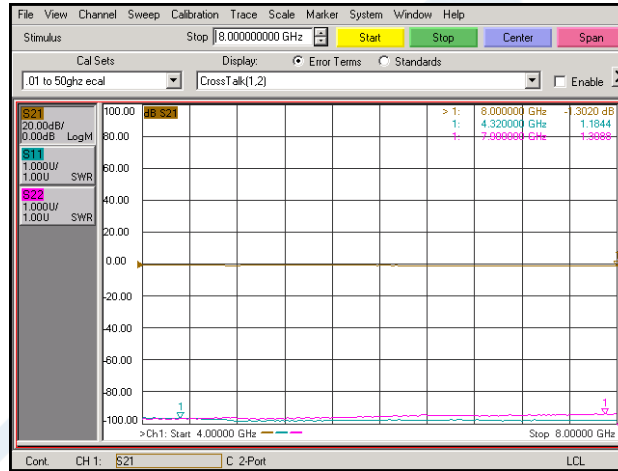 File View Channel Sweep Calibration Trace Scale Marker System Window Help
Stimulus Stop 8.000000000 GHz Start Stop Center Span
Cal Sets Display: Error Terms Standards
.01 to 50ghz ecal CrossTalk(1,2) Enable
S21
20.00dB/
0.00dB LogM
S11
1.000U/
1.00U SWR
S22
1.000U/
1.00U SWR
dB S21
> 1: 8.000000 GHz -1.3020 dB
1: 4.320000 GHz 1.1844
1: GHz
100.00
80.00
60.00
40.00
20.00
0.00
-20.00
-40.00
-60.00
-80.00
-100.00
1
1
1
>Ch1: Start 4.00000 GHz Stop 8.00000 GHz
Cont. CH 1: S21 C 2-Port LCL